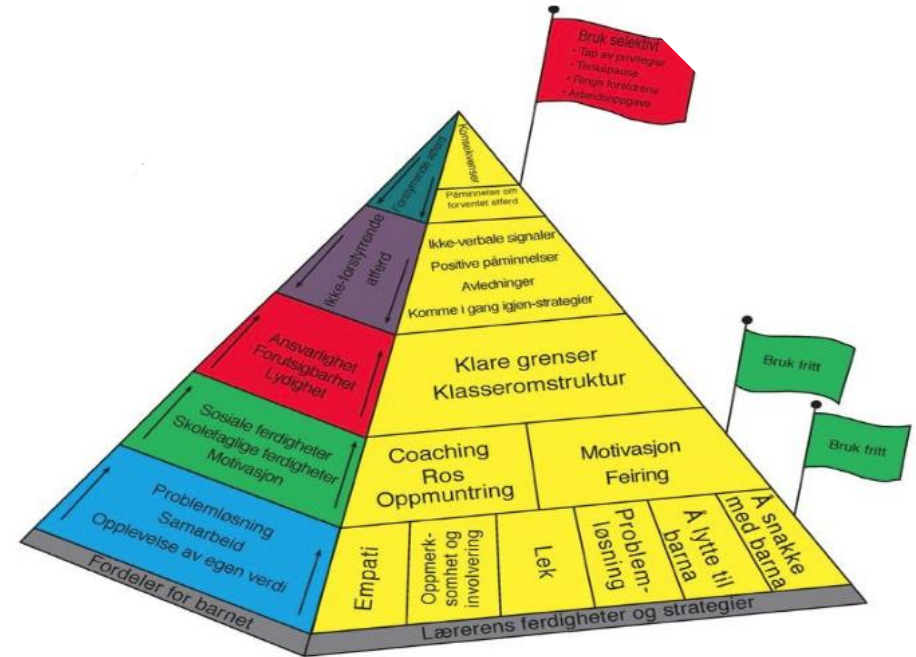 Bruk selektivt
• Tap av privilegier
• Tenkepause
• Ringe foreldrene
• Arbeidsoppgave
Konsekvenser
Påminnelse om
forventet atferd
Forstyrrende atferd
Ikke-verbale signaler
Positive påminnelser
Avledninger
Komme i gang igjen-strategier
Ikke-forstyrrende
atferd
Klare grenser
Klasseromstruktur
Ansvarlighet
Forutsigbarhet
Lydighet
Bruk fritt
Bruk fritt
Coaching
Ros
Oppmuntring
Motivasjon
Feiring
Sosiale ferdigheter
Skolefaglige ferdigheter
Motivasjon
Problemløsning
Samarbeid
Opplevelse av egen verdi
Empati
Oppmerk-
somhet og
involvering
Lek
Problem-
løsning
Å lytte til
barna
Å snakke
med barna
Fordeler for barnet
Lærerens ferdigheter og strategier